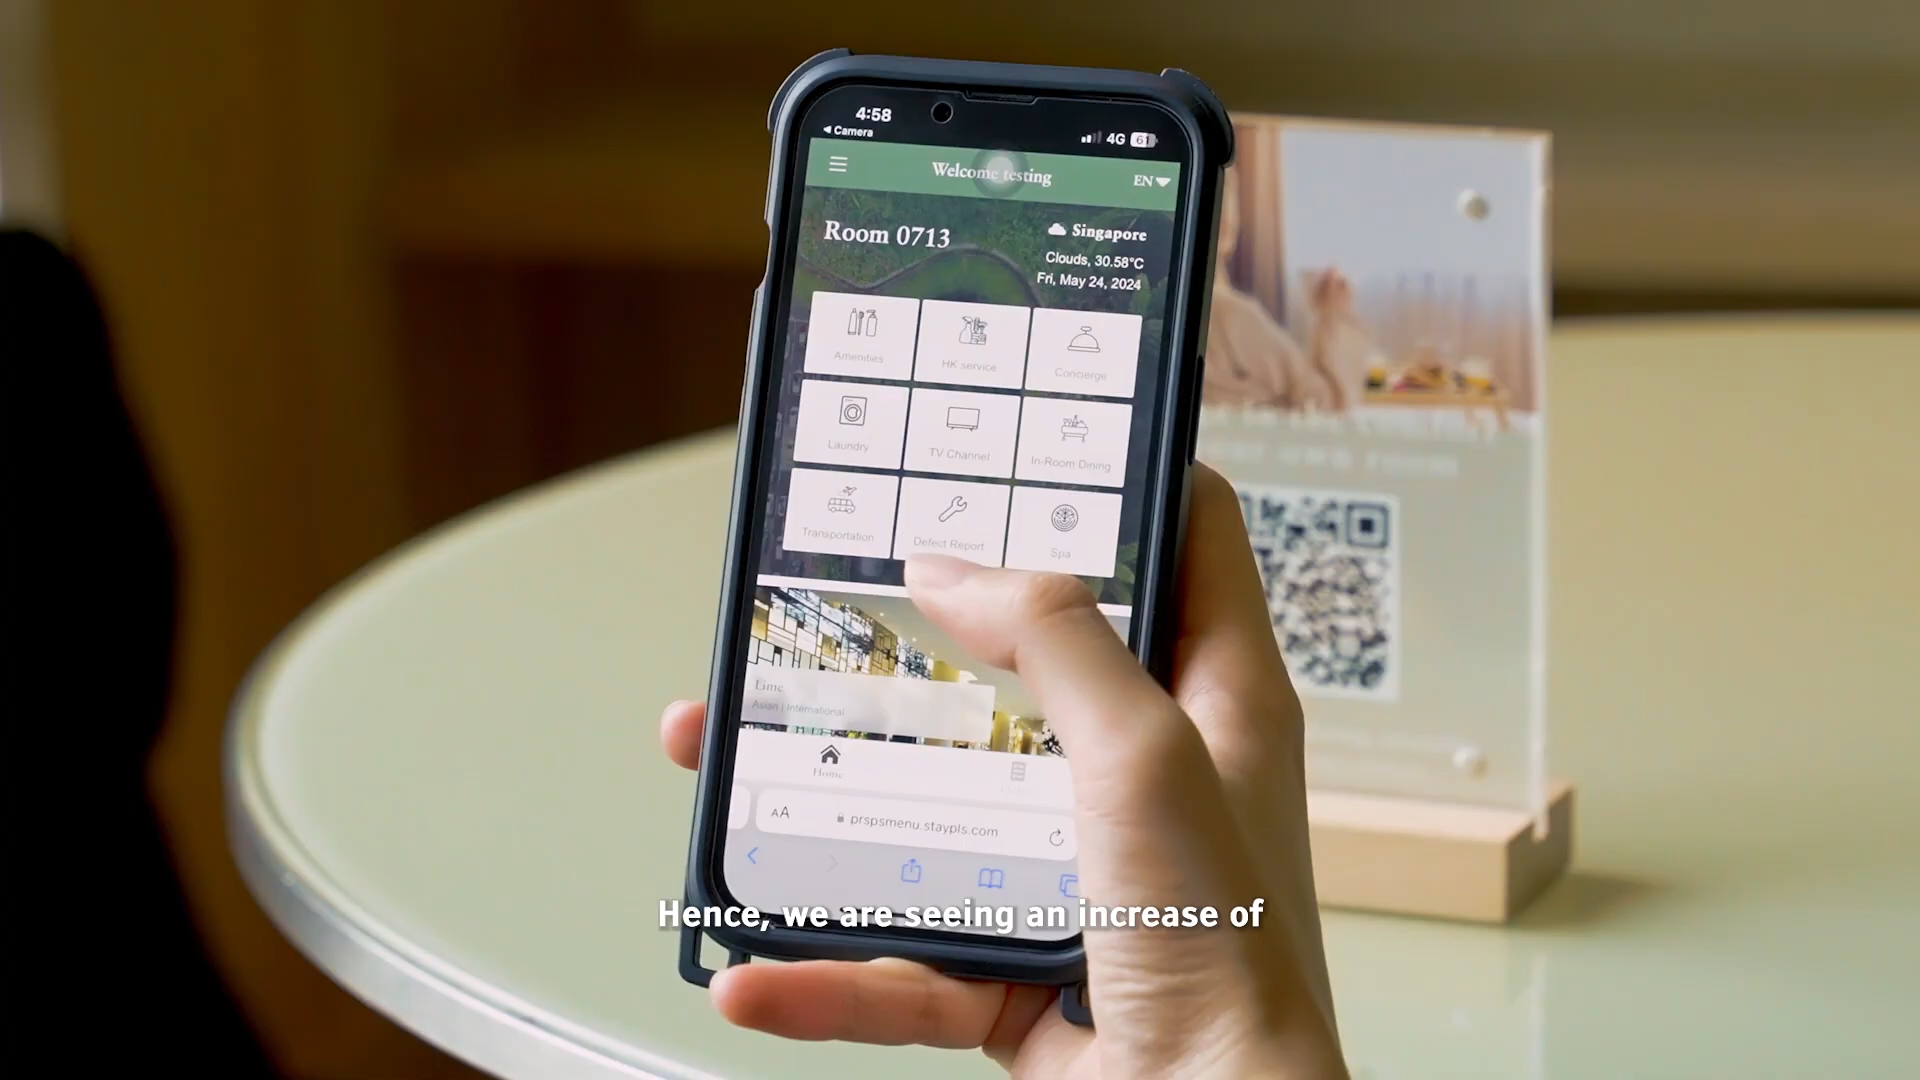 4:58
Camera
4G 61
Welcome testing
EN
Room 0713
Singapore
Clouds, 30.58°C
Fri, May 24, 2024
Amenities
HK service
Concierge
Laundry
TV Channel
In-Room Dining
Transportation
Defect Report
Spa
Lime
Asian | International
Home
AA
prspsmenu.staypls.com
Hence, we are seeing an increase of